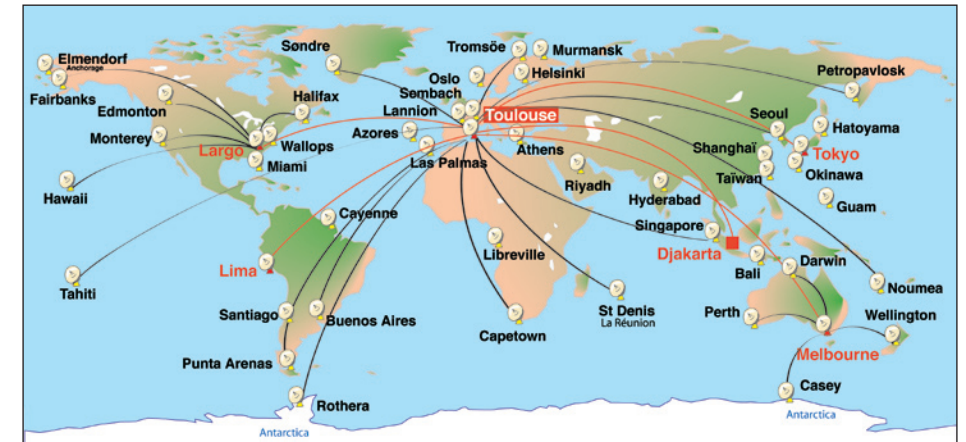 Elmendorf
Anchorage
Fairbanks
Edmonton
Monterey
Hawaii
Tahiti
Largo
Halifax
Wallops
Miami
Søndre
Azores
Lannion
Sembach
Oslo
Tromsöe
Murmansk
Helsinki
Toulouse
Las Palmas
Athens
Cayenne
Lima
Santiago
Buenos Aires
Punta Arenas
Rothera
Antarctica
Libreville
Capetown
St Denis
La Réunion
Riyadh
Hyderabad
Singapore
Djakarta
Bali
Darwin
Perth
Melbourne
Casey
Antarctica
Wellington
Noumea
Guam
Okinawa
Taïwan
Shanghaï
Tokyo
Hatoyama
Seoul
Petropavlosk